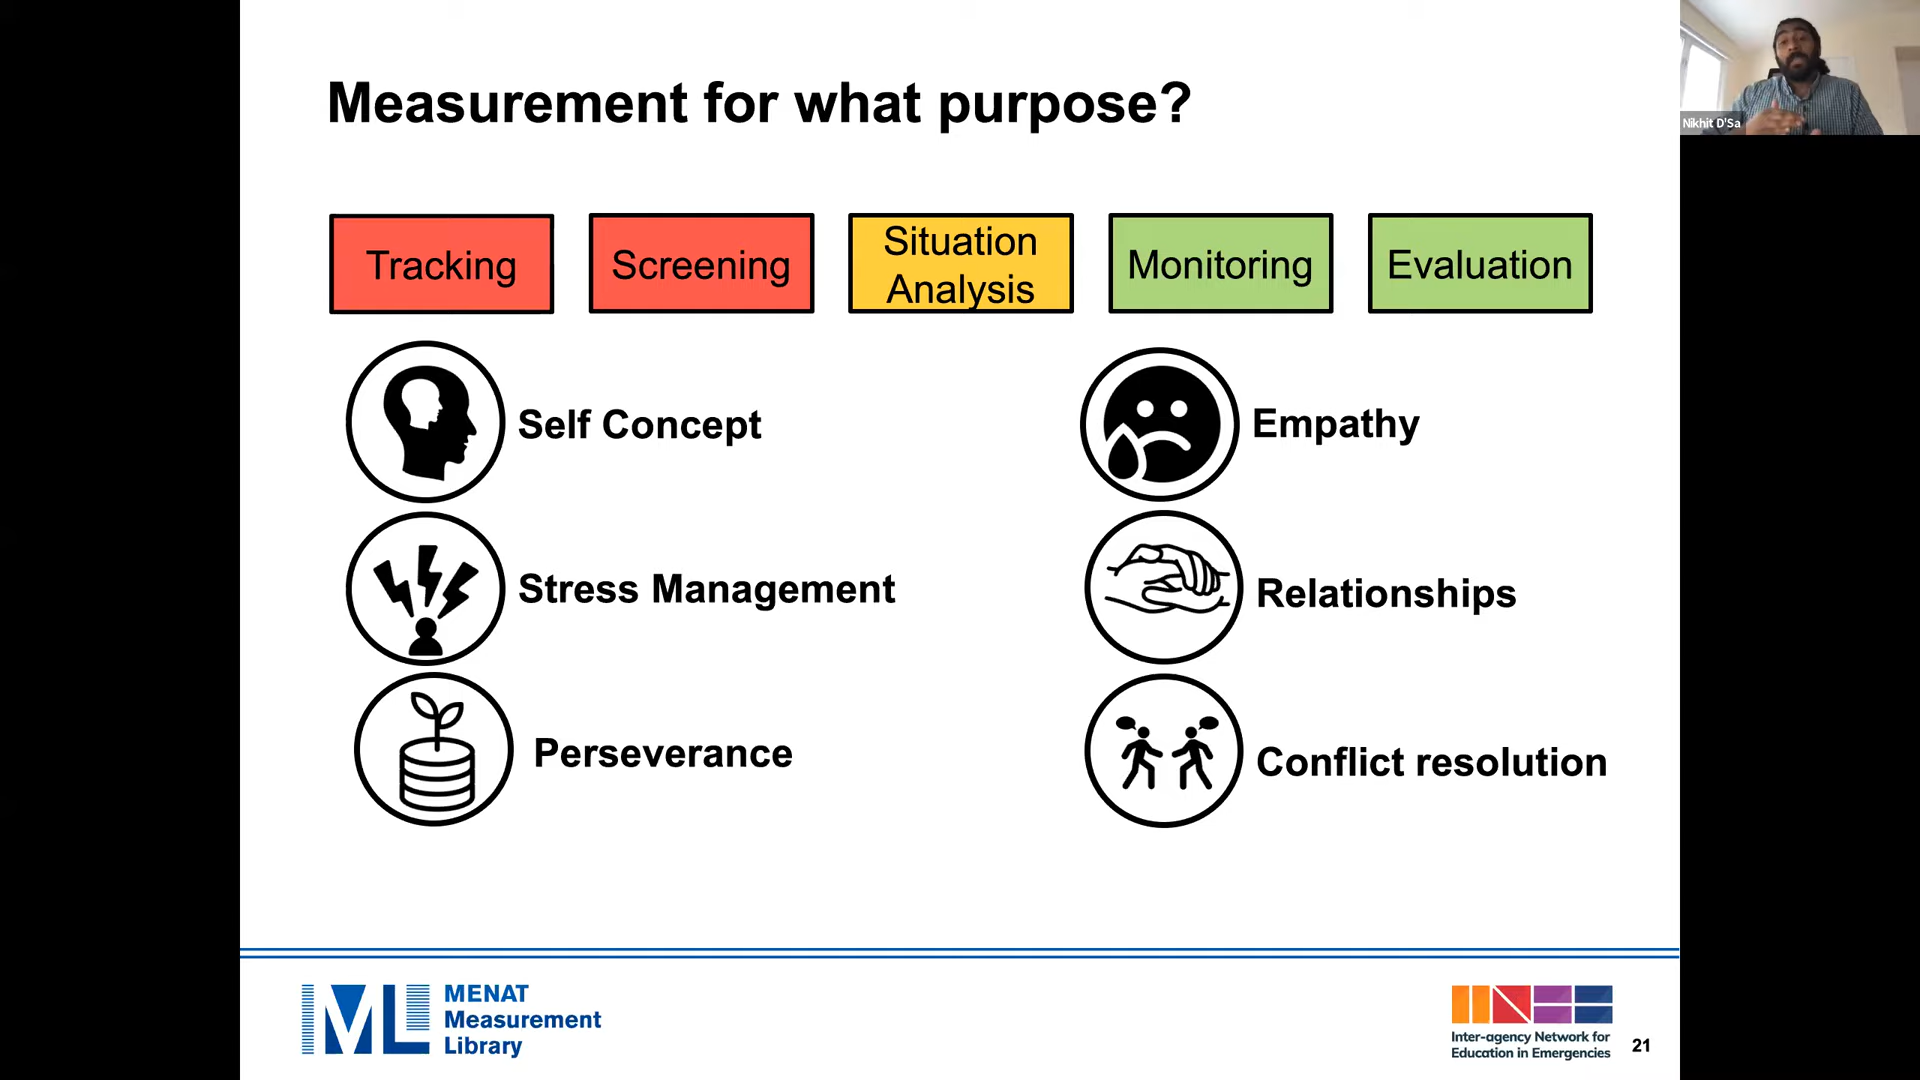 Measurement for what purpose?
Nikhit D'Sa
Tracking
Screening
Situation
Analysis
Monitoring
Evaluation
Self Concept
Empathy
Stress Management
Relationships
Perseverance
Conflict resolution
MENAT
Measurement
Library
Inter-agency Network for
Education in Emergencies
21